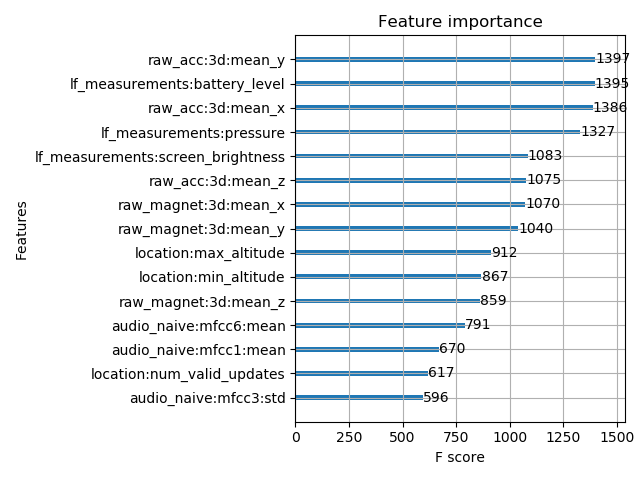 Feature importance
raw_acc:3d:mean_y 1397
lf_measurements:battery_level 1395
raw_acc:3d:mean_x 1386
lf_measurements:pressure 1327
lf_measurements:screen_brightness 1083
raw_acc:3d:mean_z 1075
raw_magnet:3d:mean_x 1070
raw_magnet:3d:mean_y 1040
location:max_altitude 912
location:min_altitude 867
raw_magnet:3d:mean_z 859
audio_naive:mfcc6:mean 791
audio_naive:mfcc1:mean 670
location:num_valid_updates 617
audio_naive:mfcc3:std 596
Features
0 250 500 750 1000 1250 1500
F score